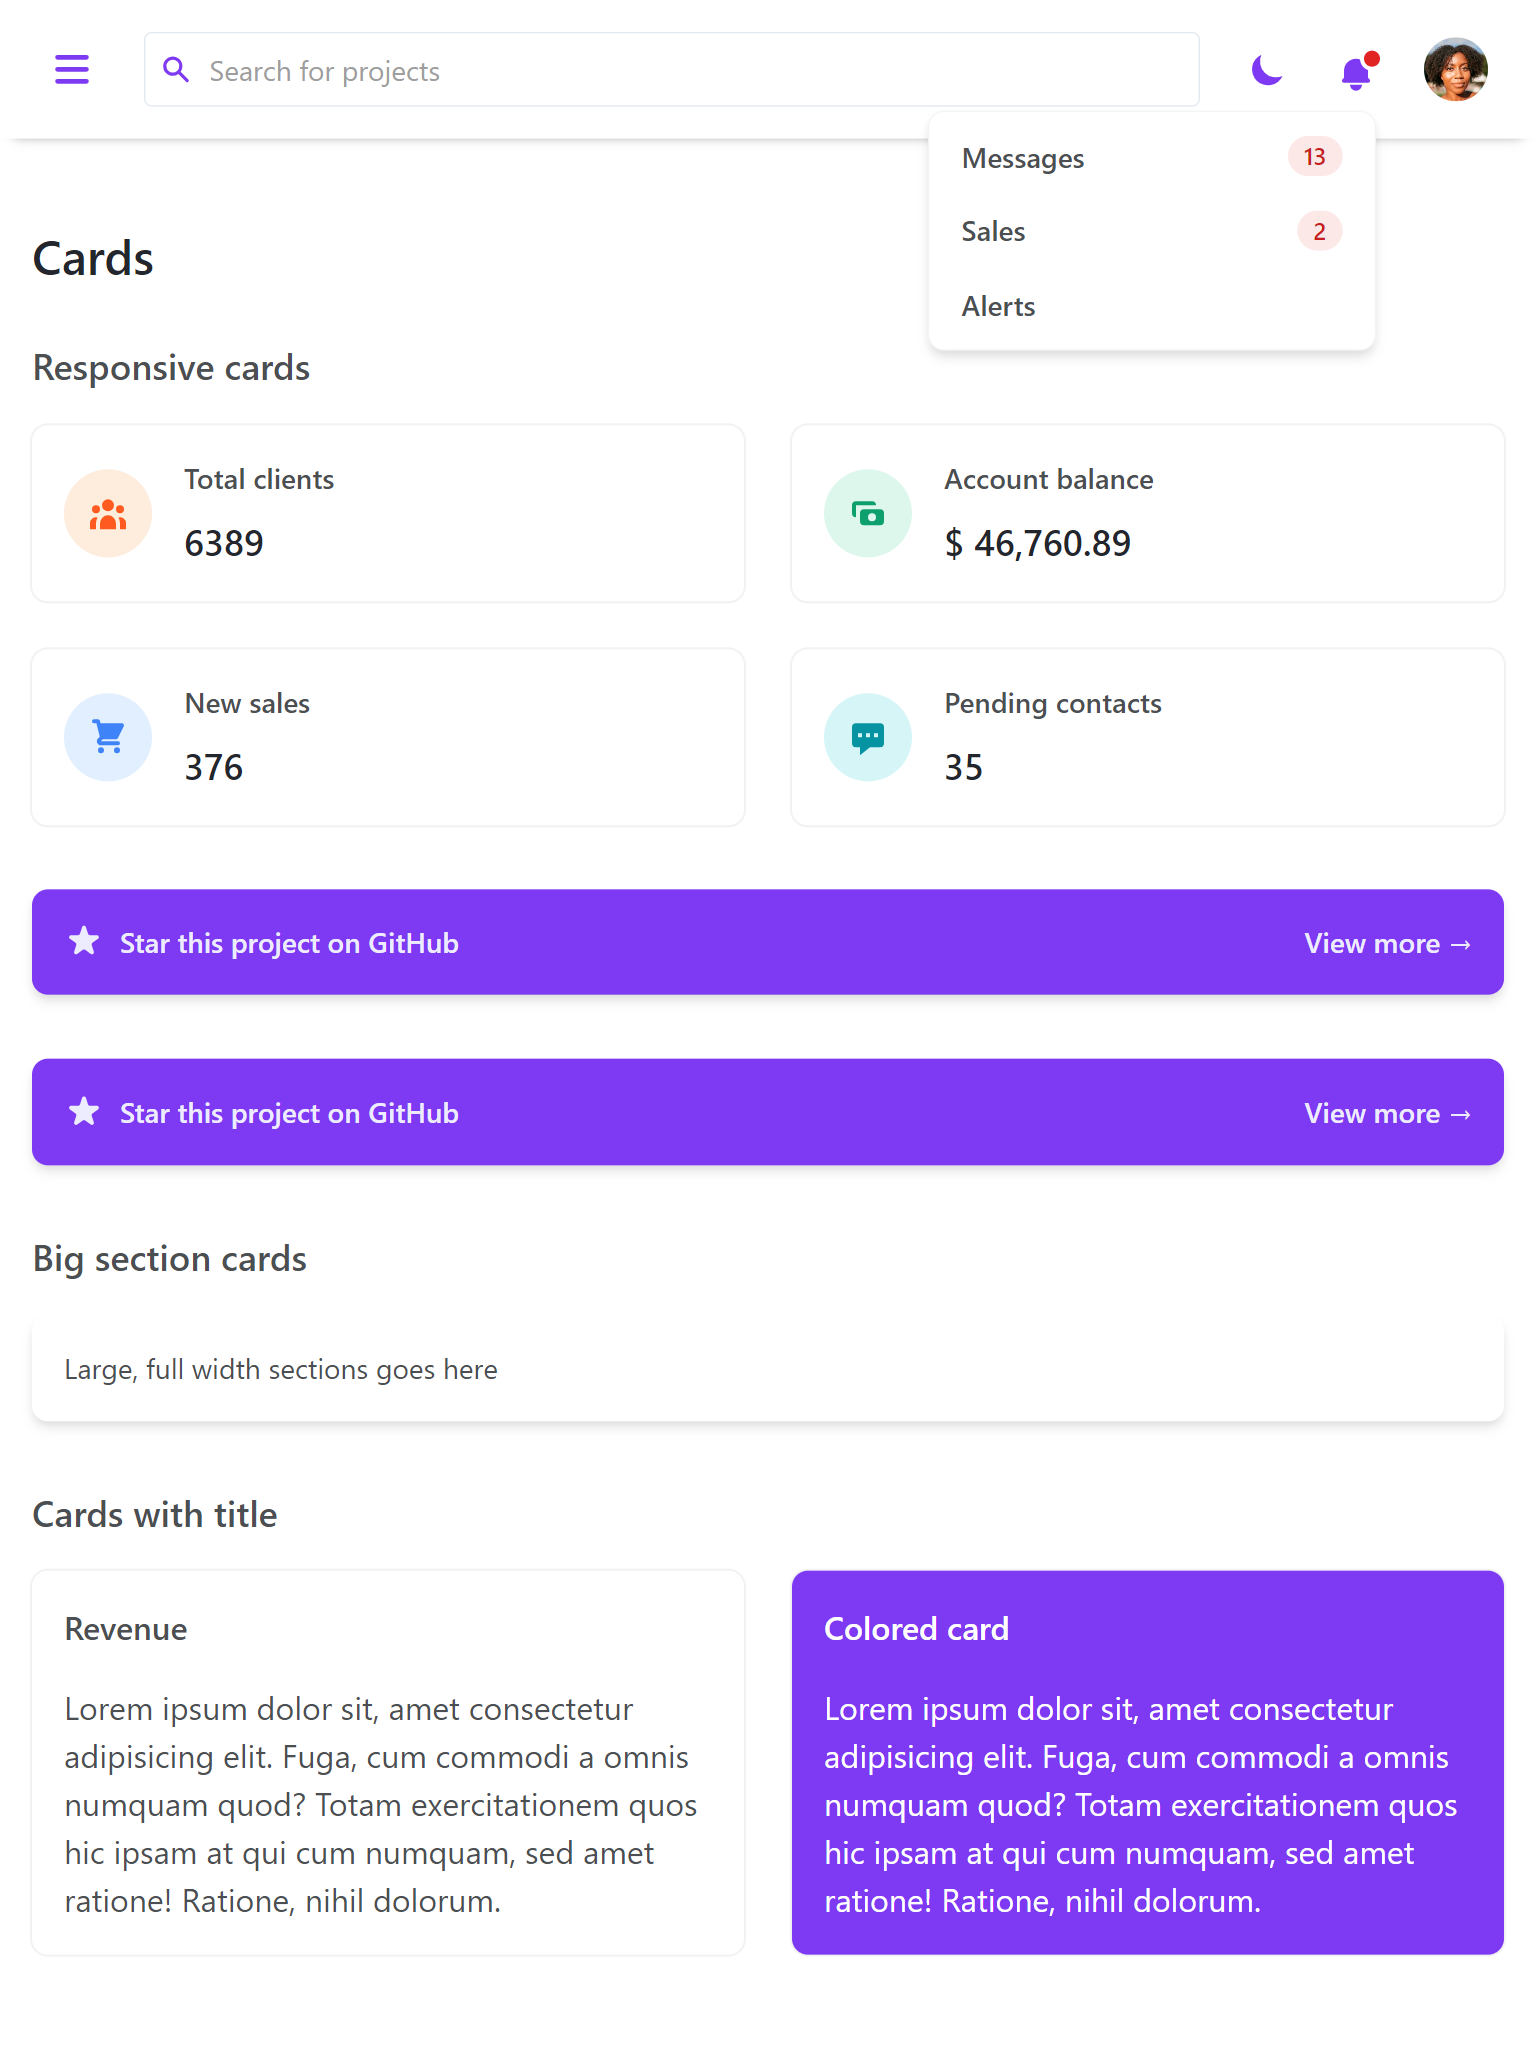 Search for projects
Messages 13
Sales 2
Alerts
Cards
Responsive cards
Total clients
6389
Account balance
$ 46,760.89
New sales
376
Pending contacts
35
Star this project on GitHub View more →
Star this project on GitHub View more →
Big section cards
Large, full width sections goes here
Cards with title
Revenue
Lorem ipsum dolor sit, amet consectetur
adipisicing elit. Fuga, cum commodi a omnis
numquam quod? Totam exercitationem quos
hic ipsam at qui cum numquam, sed amet
ratione! Ratione, nihil dolorum.
Colored card
Lorem ipsum dolor sit, amet consectetur
adipisicing elit. Fuga, cum commodi a omnis
numquam quod? Totam exercitationem quos
hic ipsam at qui cum numquam, sed amet
ratione! Ratione, nihil dolorum.